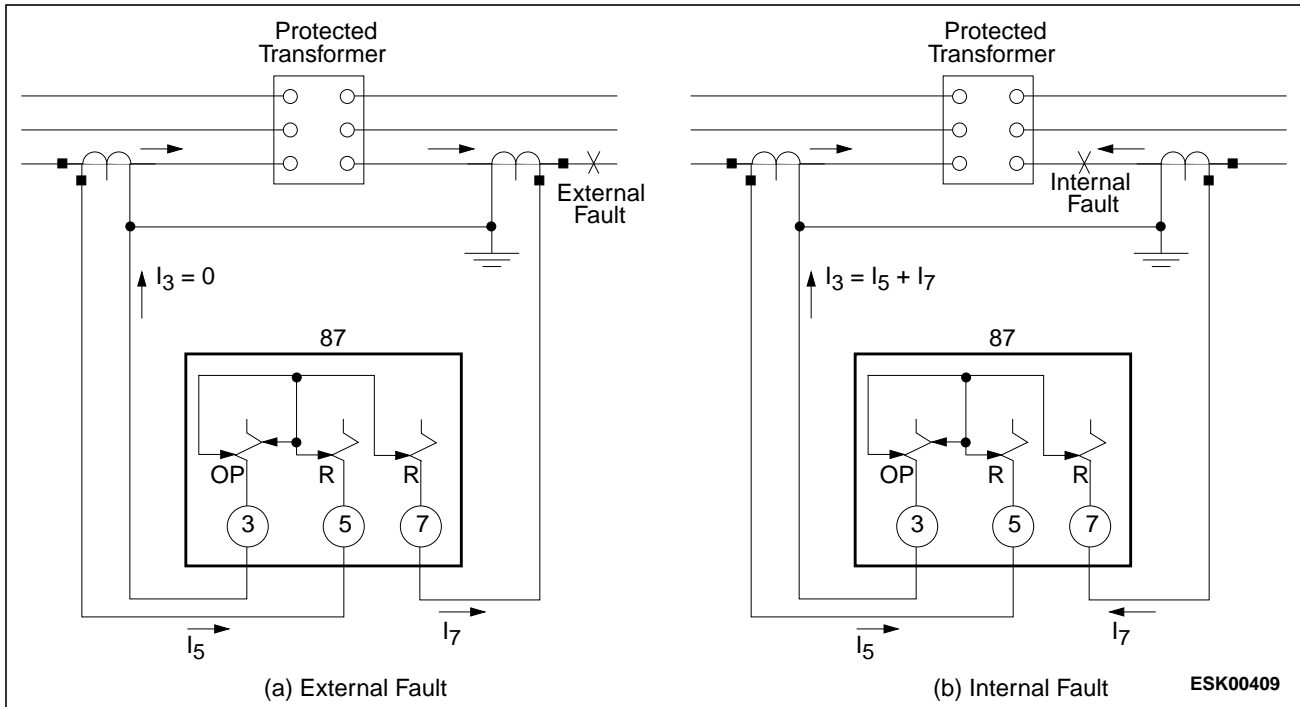 Protected
Transformer
External
Fault
I3 = 0
87
OP
R
R
3
5
7
I5
I7
(a) External Fault
Protected
Transformer
Internal
Fault
I3 = I5 + I7
87
OP
R
R
3
5
7
I5
I7
(b) Internal Fault
ESK00409